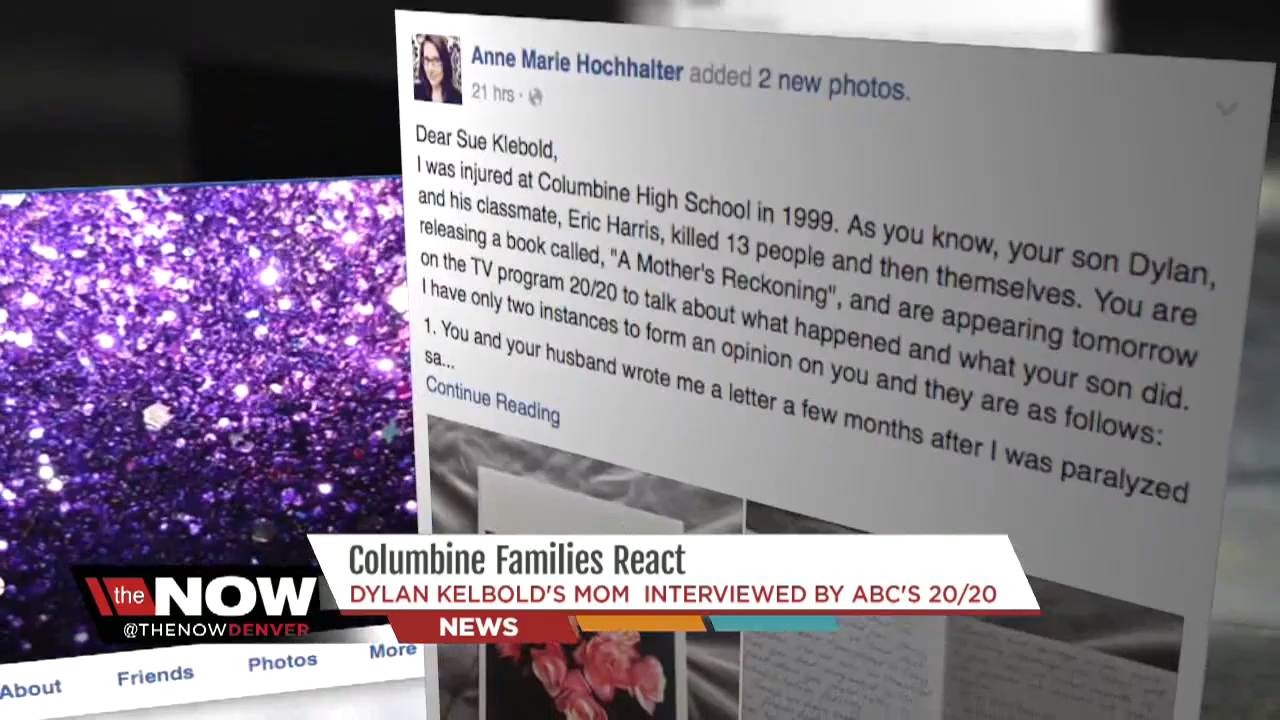 Anne Marie Hochhalter added 2 new photos.
21 hrs ·
Dear Sue Klebold,
I was injured at Columbine High School in 1999. As you know, your son Dylan,
and his classmate, Eric Harris, killed 13 people and then themselves. You are
releasing a book called, "A Mother's Reckoning", and are appearing tomorrow
on the TV program 20/20 to talk about what happened and what your son did.
I have only two instances to form an opinion on you and they are as follows:
1. You and your husband wrote me a letter a few months after I was paralyzed
sa...
Continue Reading
Columbine Families React
DYLAN KELBOLD'S MOM INTERVIEWED BY ABC'S 20/20
NEWS
the NOW
@THENOWDENVER
About Friends Photos More